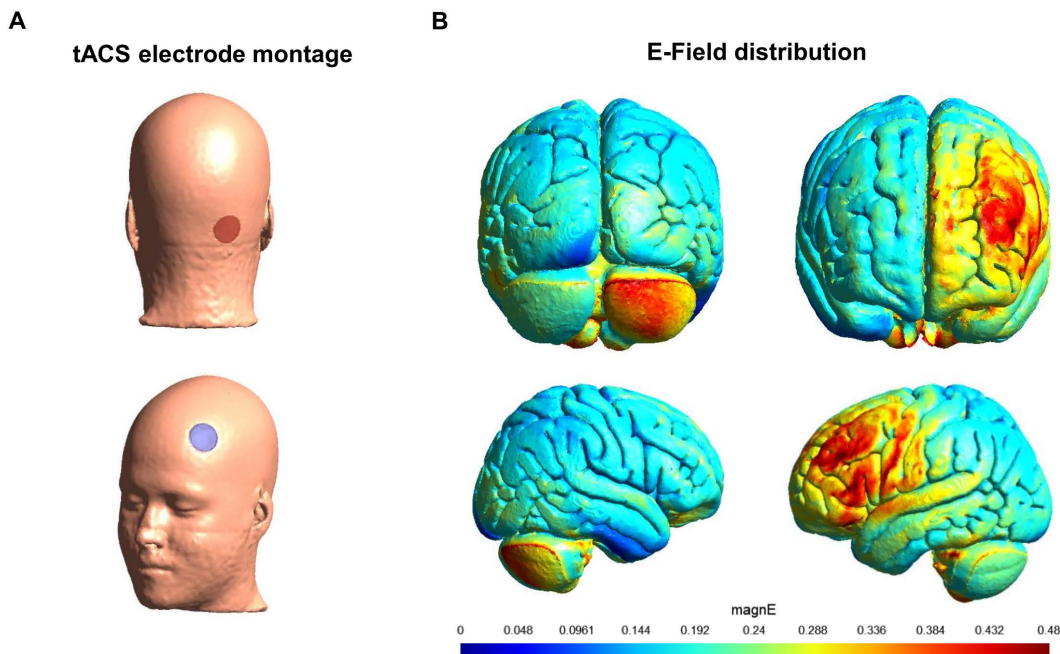 A
tACS electrode montage
B
E-Field distribution
magnE
0 0.048 0.0961 0.144 0.192 0.24 0.288 0.336 0.384 0.432 0.48